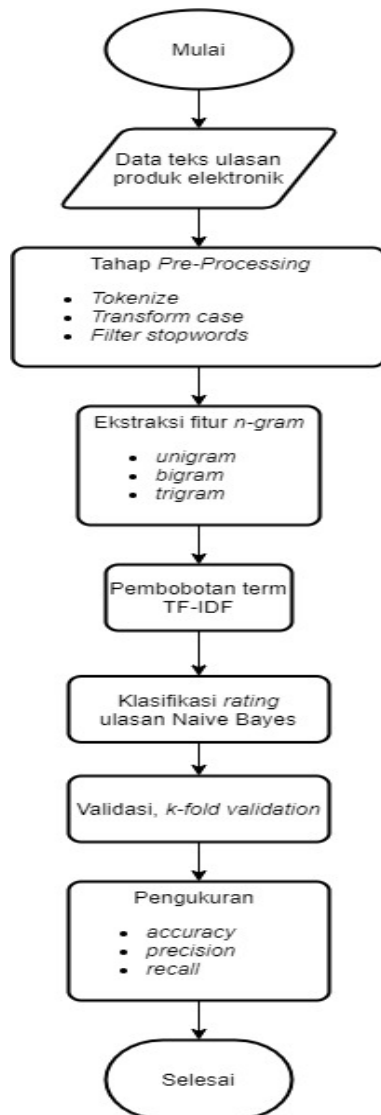 Mulai
Data teks ulasan
produk elektronik
Tahap Pre-Processing
• Tokenize
• Transform case
• Filter stopwords
Ekstraksi fitur n-gram
• unigram
• bigram
• trigram
Pembobotan term
TF-IDF
Klasifikasi rating
ulasan Naive Bayes
Validasi, k-fold validation
Pengukuran
• accuracy
• precision
• recall
Selesai